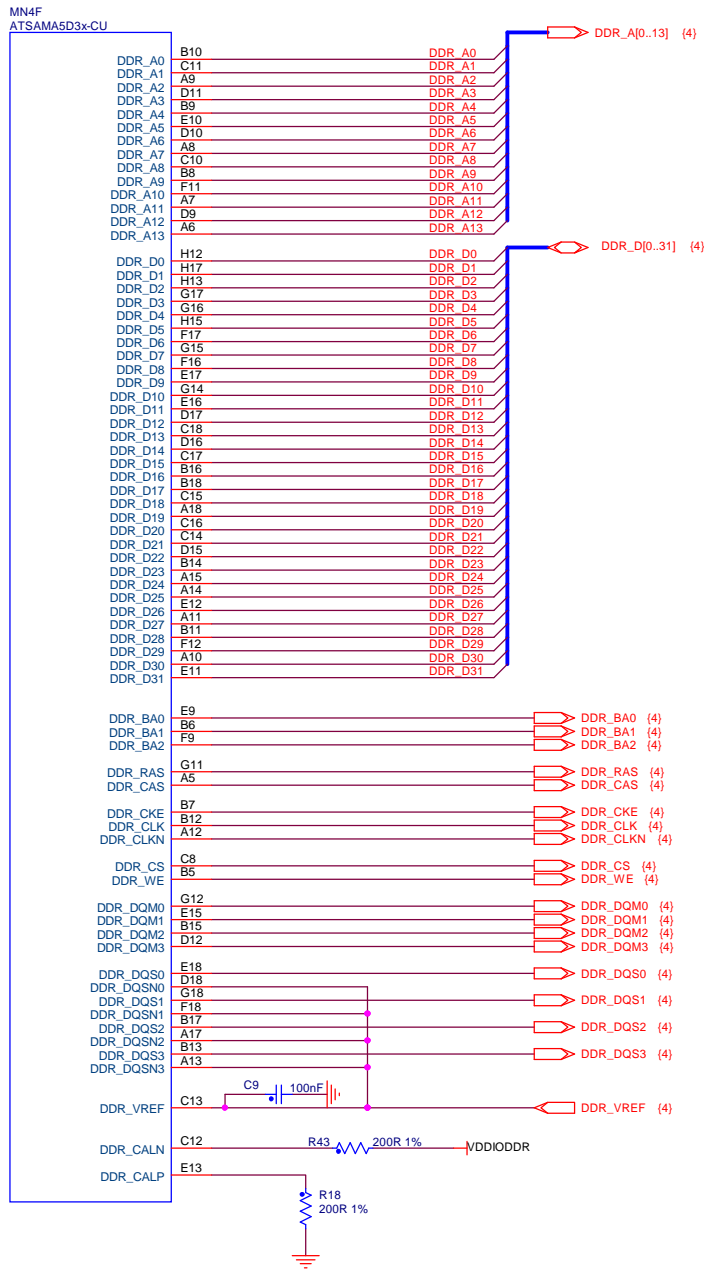 MN4F
ATSAMA5D3x-CU
DDR_A[0..13] {4}
DDR_A0 B10 DDR_A0
DDR_A1 C11 DDR_A1
DDR_A2 A9 DDR_A2
DDR_A3 D11 DDR_A3
DDR_A4 B9 DDR_A4
DDR_A5 E10 DDR_A5
DDR_A6 D10 DDR_A6
DDR_A7 A8 DDR_A7
DDR_A8 C10 DDR_A8
DDR_A9 B8 DDR_A9
DDR_A10 F11 DDR_A10
DDR_A11 A7 DDR_A11
DDR_A12 D9 DDR_A12
DDR_A13 A6 DDR_A13
DDR_D[0..31] {4}
DDR_D0 H12 DDR_D0
DDR_D1 H17 DDR_D1
DDR_D2 H13 DDR_D2
DDR_D3 G17 DDR_D3
DDR_D4 G16 DDR_D4
DDR_D5 H15 DDR_D5
DDR_D6 F17 DDR_D6
DDR_D7 G15 DDR_D7
DDR_D8 F16 DDR_D8
DDR_D9 E17 DDR_D9
DDR_D10 G14 DDR_D10
DDR_D11 E16 DDR_D11
DDR_D12 D17 DDR_D12
DDR_D13 C18 DDR_D13
DDR_D14 D16 DDR_D14
DDR_D15 C17 DDR_D15
DDR_D16 B16 DDR_D16
DDR_D17 B18 DDR_D17
DDR_D18 C15 DDR_D18
DDR_D19 A18 DDR_D19
DDR_D20 C16 DDR_D20
DDR_D21 C14 DDR_D21
DDR_D22 D15 DDR_D22
DDR_D23 B14 DDR_D23
DDR_D24 A15 DDR_D24
DDR_D25 A14 DDR_D25
DDR_D26 E12 DDR_D26
DDR_D27 A11 DDR_D27
DDR_D28 B11 DDR_D28
DDR_D29 F12 DDR_D29
DDR_D30 A10 DDR_D30
DDR_D31 E11 DDR_D31
DDR_BA0 E9 DDR_BA0 {4}
DDR_BA1 B6 DDR_BA1 {4}
DDR_BA2 F9 DDR_BA2 {4}
DDR_RAS G11 DDR_RAS {4}
DDR_CAS A5 DDR_CAS {4}
DDR_CKE B7 DDR_CKE {4}
DDR_CLK B12 DDR_CLK {4}
DDR_CLKN A12 DDR_CLKN {4}
DDR_CS C8 DDR_CS {4}
DDR_WE B5 DDR_WE {4}
DDR_DQM0 G12 DDR_DQM0 {4}
DDR_DQM1 E15 DDR_DQM1 {4}
DDR_DQM2 B15 DDR_DQM2 {4}
DDR_DQM3 D12 DDR_DQM3 {4}
DDR_DQS0 E18 DDR_DQS0 {4}
DDR_DQSN0 D18
DDR_DQS1 G18 DDR_DQS1 {4}
DDR_DQSN1 F18
DDR_DQS2 B17 DDR_DQS2 {4}
DDR_DQSN2 A17
DDR_DQS3 B13 DDR_DQS3 {4}
DDR_DQSN3 A13
C9 100nF
DDR_VREF C13 DDR_VREF {4}
DDR_CALN C12 R43 200R 1% VDDIODDR
DDR_CALP E13
R18
200R 1%